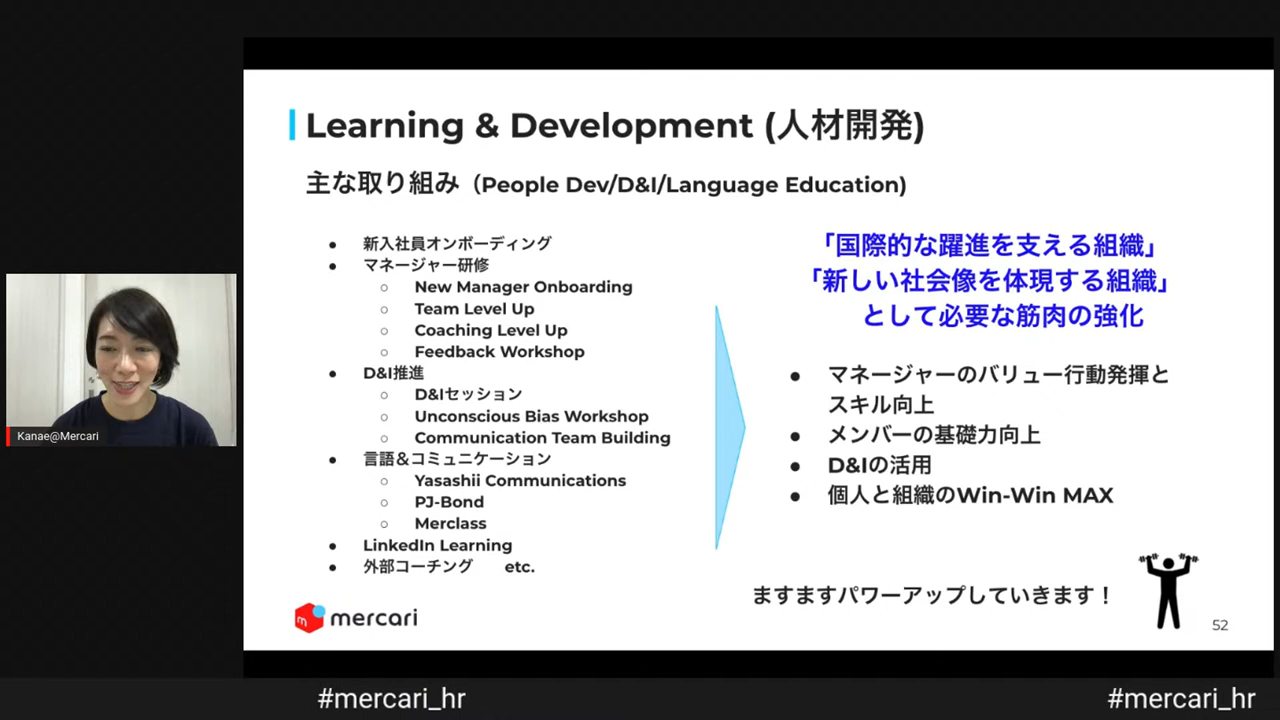 Learning & Development (人材開発)
主な取り組み（People Dev/D&I/Language Education)
● 新入社員オンボーディング
● マネージャー研修
○ New Manager Onboarding
○ Team Level Up
○ Coaching Level Up
○ Feedback Workshop
● D&I推進
○ D&Iセッション
○ Unconscious Bias Workshop
○ Communication Team Building
● 言語＆コミュニケーション
○ Yasashii Communications
○ PJ-Bond
○ Merclass
● LinkedIn Learning
● 外部コーチング　　etc.
「国際的な躍進を支える組織」
「新しい社会像を体現する組織」
として必要な筋肉の強化
● マネージャーのバリュー行動発揮と
スキル向上
● メンバーの基礎力向上
● D&Iの活用
● 個人と組織のWin-Win MAX
ますますパワーアップしていきます！
mercari
52
Kanae@Mercari
#mercari_hr
#mercari_hr